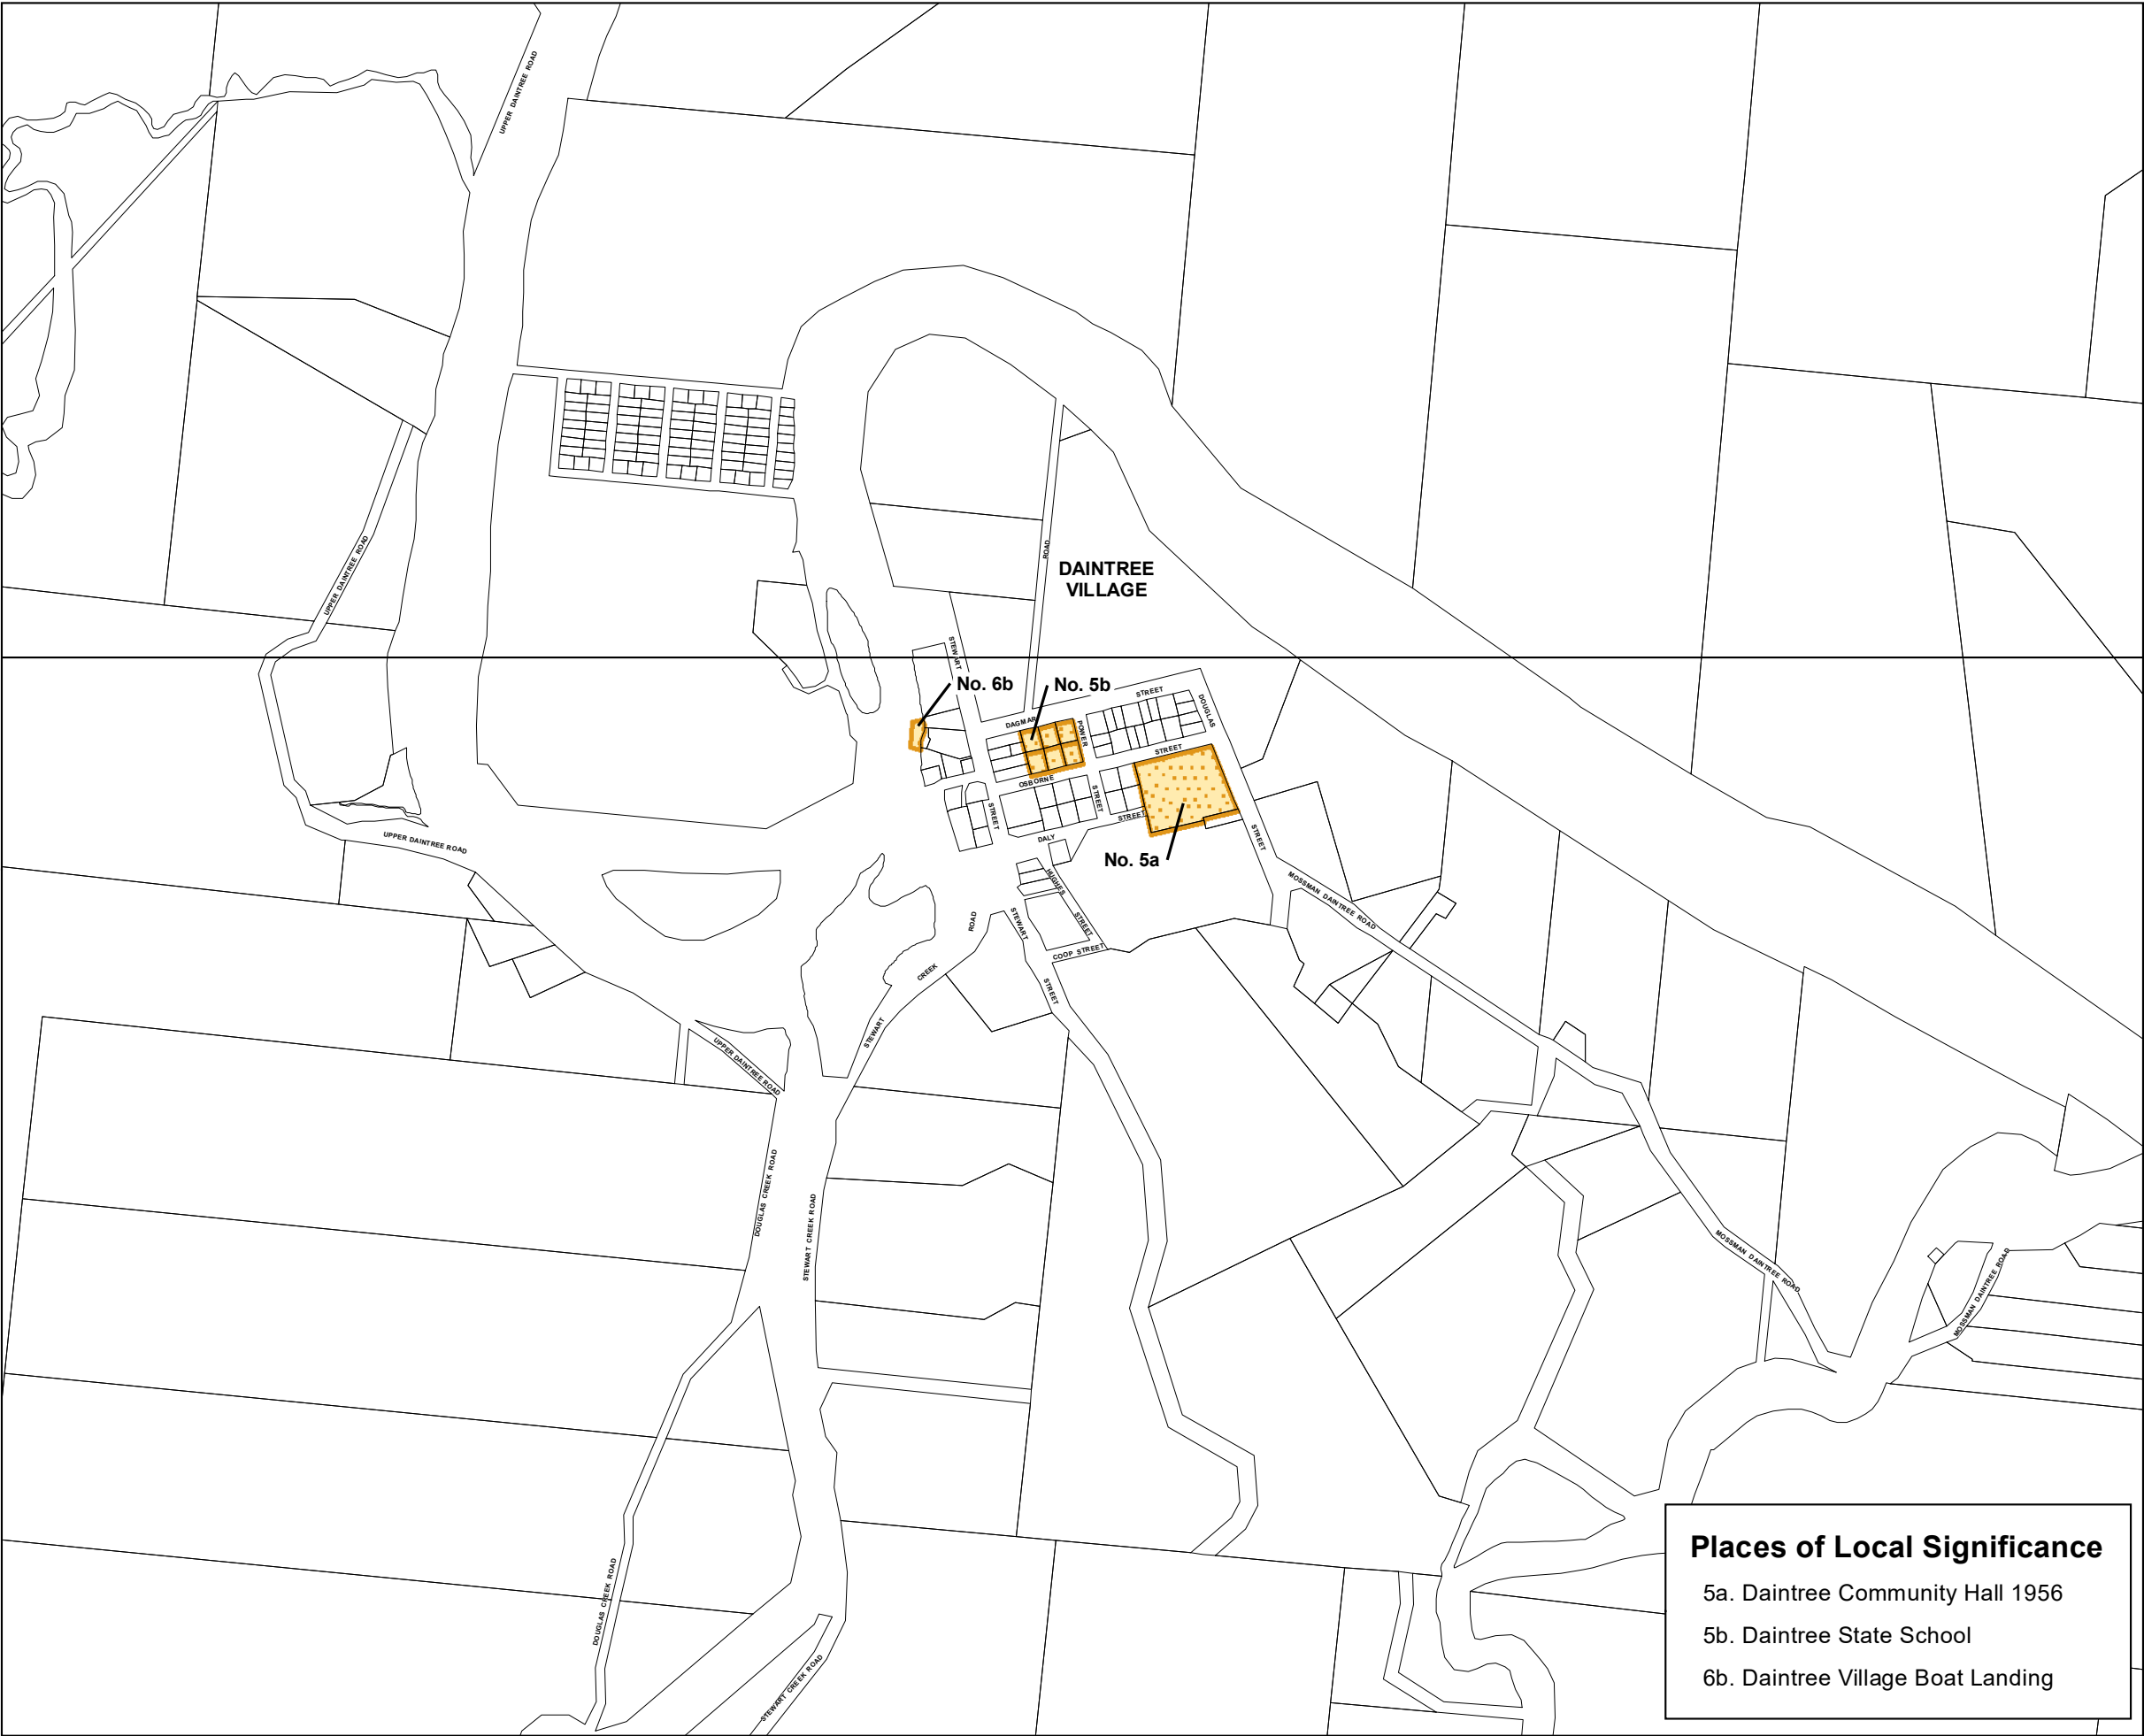 UPPER DAINTREE ROAD
UPPER DAINTREE ROAD
ROAD
DAINTREE
VILLAGE
STEWART
No. 6b
No. 5b
STREET
DOUGLAS
DAGMAR
POWER
STREET
OSBORNE
STREET
STREET
STREET
DALY
STREET
UPPER DAINTREE ROAD
No. 5a
HUGHES
STREET
MOSSMAN DAINTREE ROAD
ROAD
STEWART
COOP STREET
CREEK
STREET
STEWART
UPPER DAINTREE ROAD
DOUGLAS CREEK ROAD
STEWART CREEK ROAD
MOSSMAN DAINTREE ROAD
MOSSMAN DAINTREE ROAD
DOUGLAS CREEK ROAD
STEWART CREEK ROAD
Places of Local Significance
5a. Daintree Community Hall 1956
5b. Daintree State School
6b. Daintree Village Boat Landing